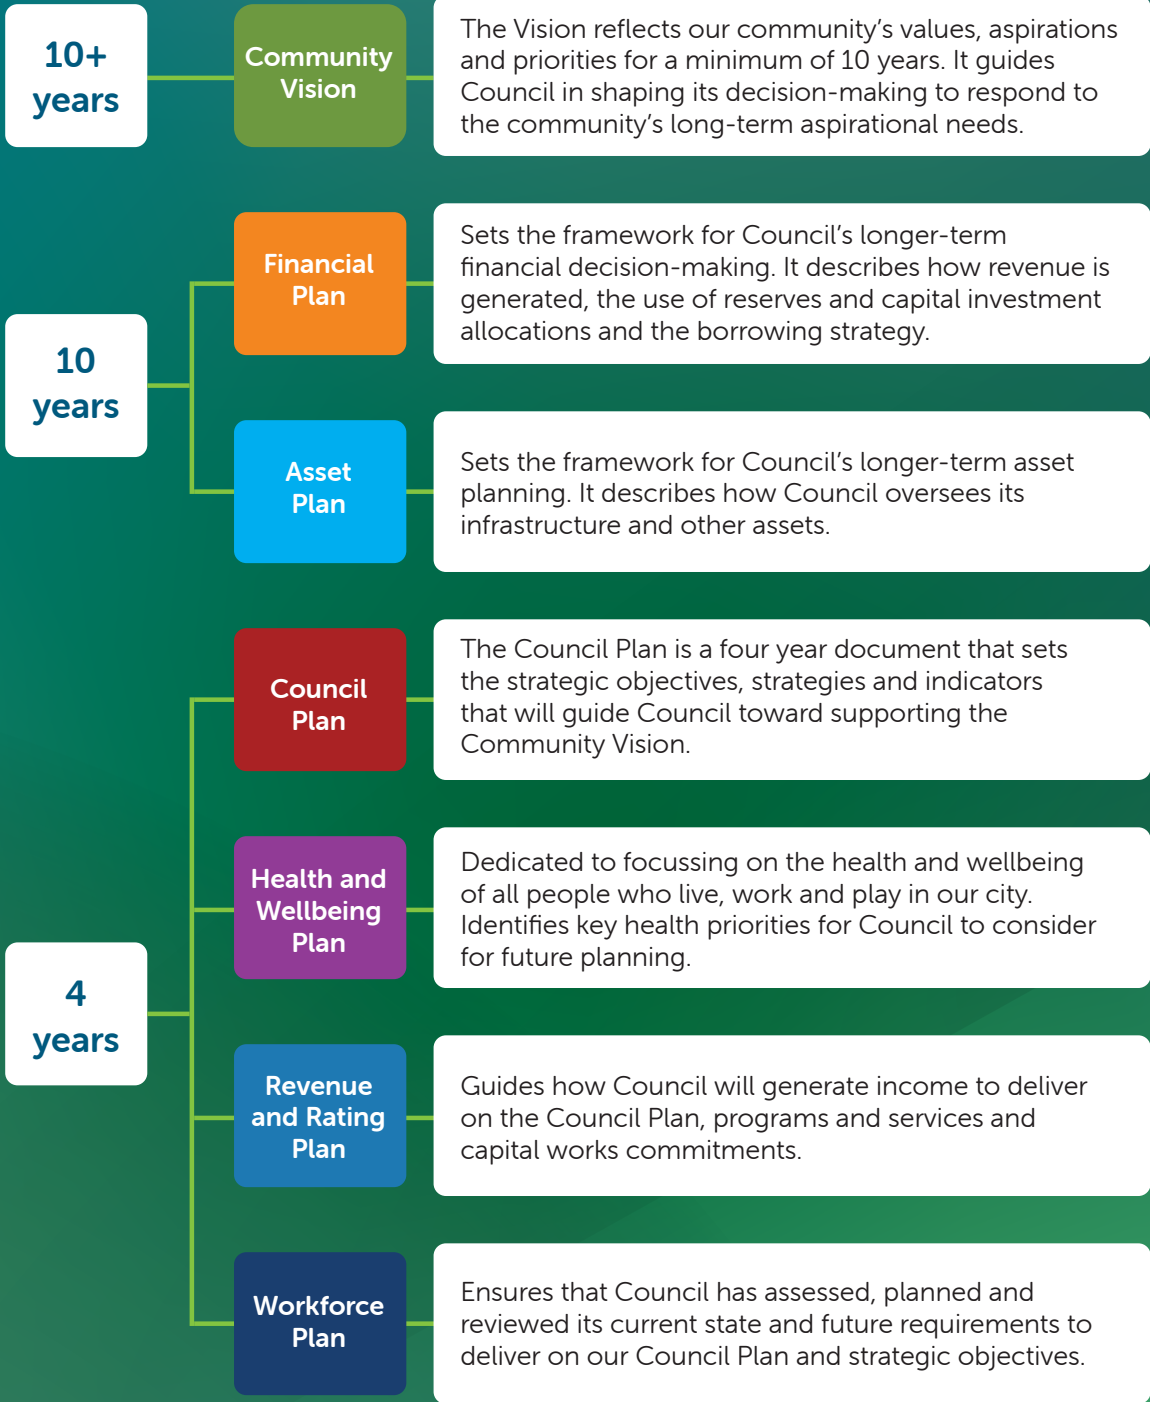 10+
years
Community
Vision
The Vision reflects our community’s values, aspirations
and priorities for a minimum of 10 years. It guides
Council in shaping its decision-making to respond to
the community’s long-term aspirational needs.
10
years
Financial
Plan
Sets the framework for Council’s longer-term
financial decision-making. It describes how revenue is
generated, the use of reserves and capital investment
allocations and the borrowing strategy.
Asset
Plan
Sets the framework for Council’s longer-term asset
planning. It describes how Council oversees its
infrastructure and other assets.
4
years
Council
Plan
The Council Plan is a four year document that sets
the strategic objectives, strategies and indicators
that will guide Council toward supporting the
Community Vision.
Health and
Wellbeing
Plan
Dedicated to focussing on the health and wellbeing
of all people who live, work and play in our city.
Identifies key health priorities for Council to consider
for future planning.
Revenue
and Rating
Plan
Guides how Council will generate income to deliver
on the Council Plan, programs and services and
capital works commitments.
Workforce
Plan
Ensures that Council has assessed, planned and
reviewed its current state and future requirements to
deliver on our Council Plan and strategic objectives.